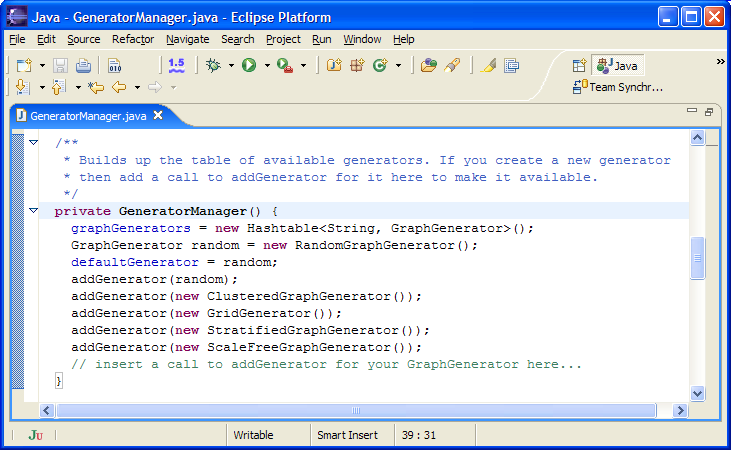 Java - GeneratorManager.java - Eclipse Platform
File Edit Source Refactor Navigate Search Project Run Window Help
010 1.5 Java »
Team Synchr...
GeneratorManager.java
/**
* Builds up the table of available generators. If you create a new generator
* then add a call to addGenerator for it here to make it available.
*/
private GeneratorManager() {
graphGenerators = new Hashtable<String, GraphGenerator>();
GraphGenerator random = new RandomGraphGenerator();
defaultGenerator = random;
addGenerator(random);
addGenerator(new ClusteredGraphGenerator());
addGenerator(new GridGenerator());
addGenerator(new StratifiedGraphGenerator());
addGenerator(new ScaleFreeGraphGenerator());
// insert a call to addGenerator for your GraphGenerator here...
}
JU Writable Smart Insert 39 : 31